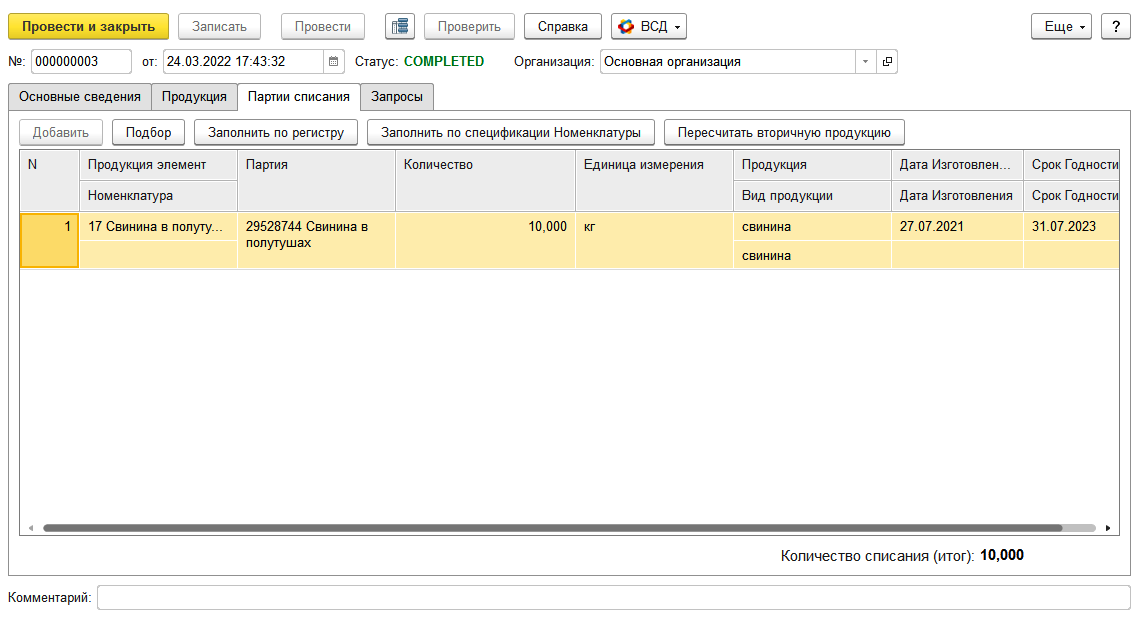 Провести и закрыть Записать Провести Проверить Справка ВСД Еще ?
№: 000000003 от: 24.03.2022 17:43:32 Статус: COMPLETED Организация: Основная организация
Основные сведения Продукция Партии списания Запросы
Добавить Подбор Заполнить по регистру Заполнить по спецификации Номенклатуры Пересчитать вторичную продукцию
N Продукция элемент Партия Количество Единица измерения Продукция Дата Изготовлен... Срок Годности
Номенклатура Вид продукции Дата Изготовления Срок Годности
1 17 Свинина в полуту... 29528744 Свинина в 10,000 кг свинина 27.07.2021 31.07.2023
полутушах
свинина
Количество списания (итог): 10,000
Комментарий: